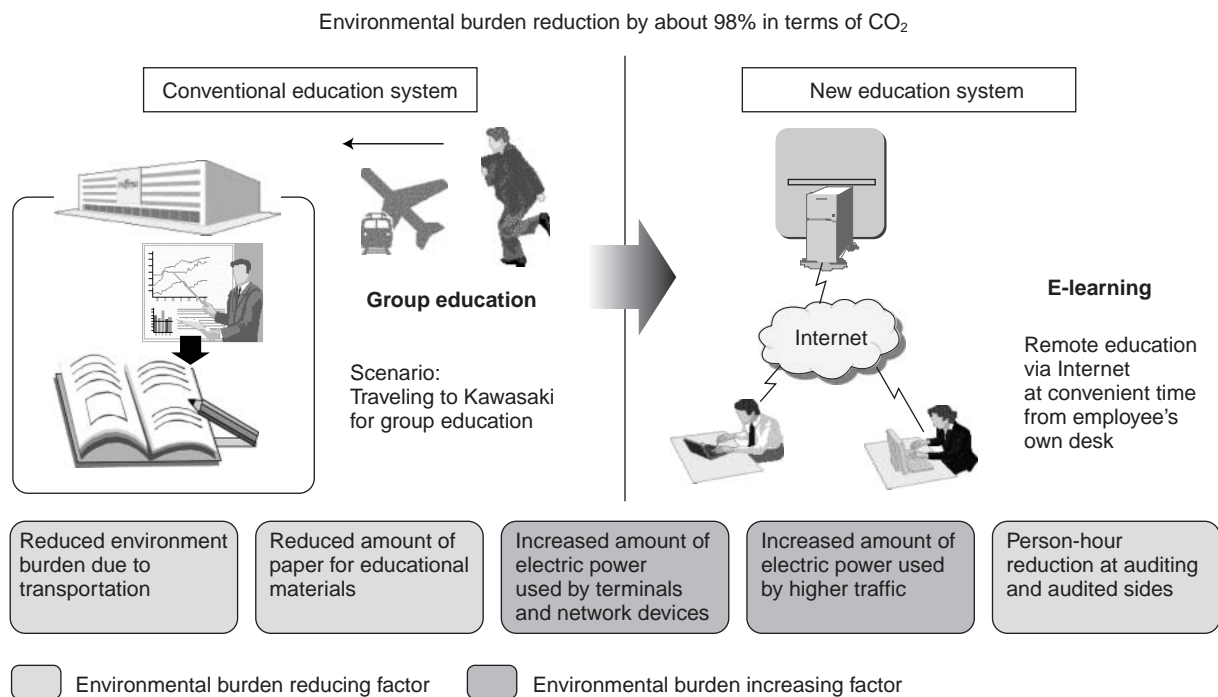 Environmental burden reduction by about 98% in terms of CO₂
Conventional education system
New education system
Group education
Scenario:
Traveling to Kawasaki
for group education
Internet
E-learning
Remote education
via Internet
at convenient time
from employee's
own desk
Reduced environment
burden due to
transportation
Reduced amount of
paper for educational
materials
Increased amount of
electric power
used by terminals
and network devices
Increased amount of
electric power used
by higher traffic
Person-hour
reduction at auditing
and audited sides
Environmental burden reducing factor
Environmental burden increasing factor